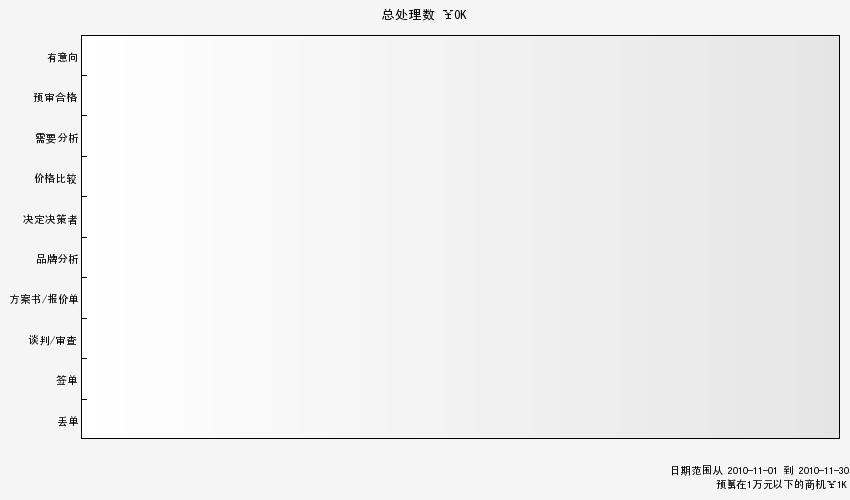 总处理数 ￥0K
有意向
预审合格
需要分析
价格比较
决定决策者
品牌分析
方案书/报价单
谈判/审查
签单
丢单
日期范围从 2010-11-01 到 2010-11-30
预氮在1万元以下的商机￥1K